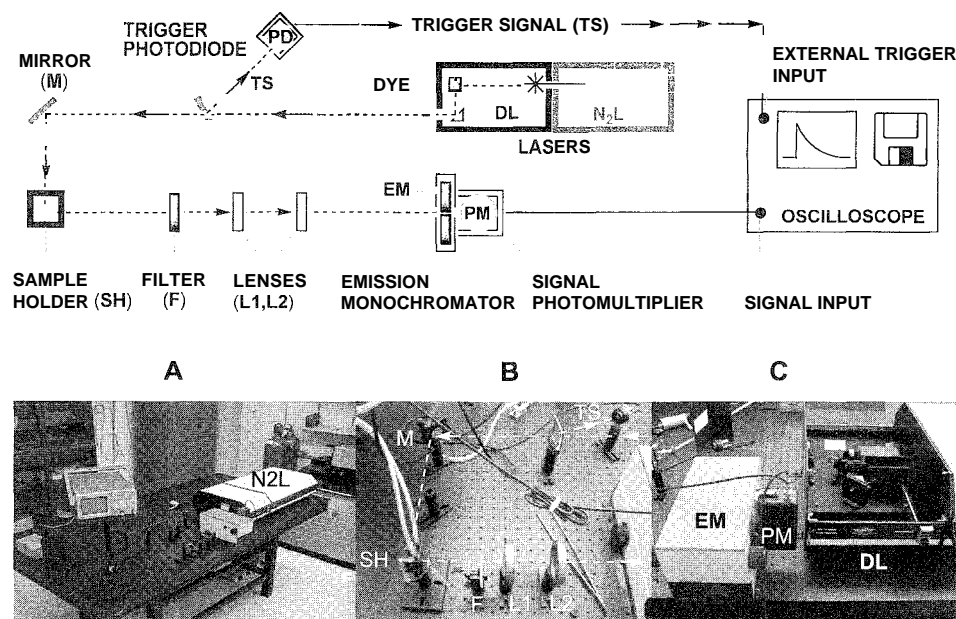 TRIGGER
PHOTODIODE
PD
TRIGGER SIGNAL (TS)
MIRROR
(M)
TS
DYE
DL
N₂L
LASERS
EXTERNAL TRIGGER
INPUT
EM
PM
OSCILLOSCOPE
SAMPLE
HOLDER (SH)
FILTER
(F)
LENSES
(L1,L2)
EMISSION
MONOCHROMATOR
SIGNAL
PHOTOMULTIPLIER
SIGNAL INPUT
A
B
C
N2L
M
TS
SH
F
L1
L2
EM
PM
DL